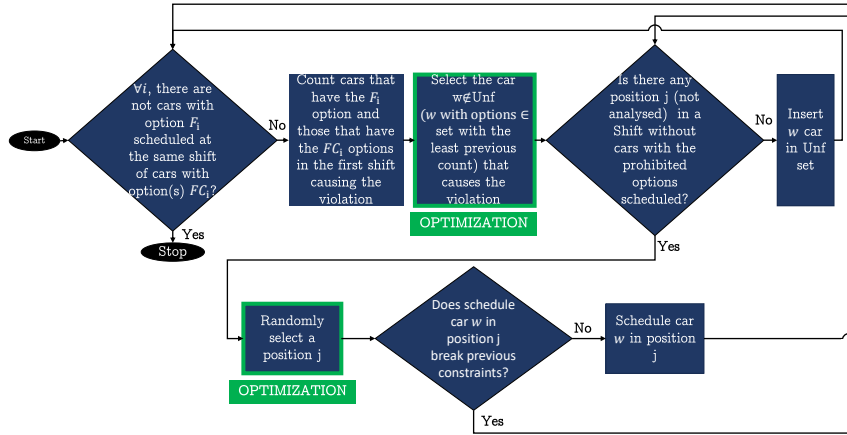 Start
∀i, there are
not cars with
option Fi
scheduled at
the same shift
of cars with
option(s) FCi?
No
Yes
Stop
Count cars that
have the Fi
option and
those that have
the FCi options
in the first shift
causing the
violation
Select the car
w∉Unf
(w with options ∈
set with the
least previous
count) that
causes the
violation
OPTIMIZATION
Is there any
position j (not
analysed) in a
Shift without
cars with the
prohibited
options
scheduled?
No
Yes
Insert
w car
in Unf
set
Randomly
select a
position j
OPTIMIZATION
Does schedule
car w in
position j
break previous
constraints?
No
Yes
Schedule car
w in position
j